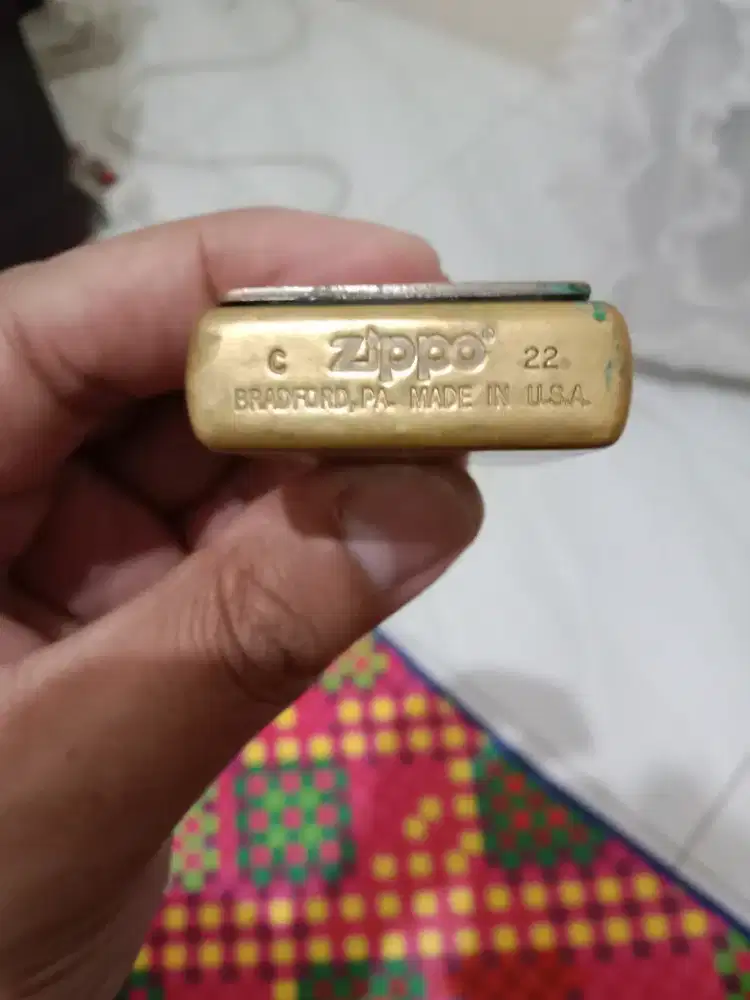 C zippo® 22
BRADFORD, PA. MADE IN U.S.A.